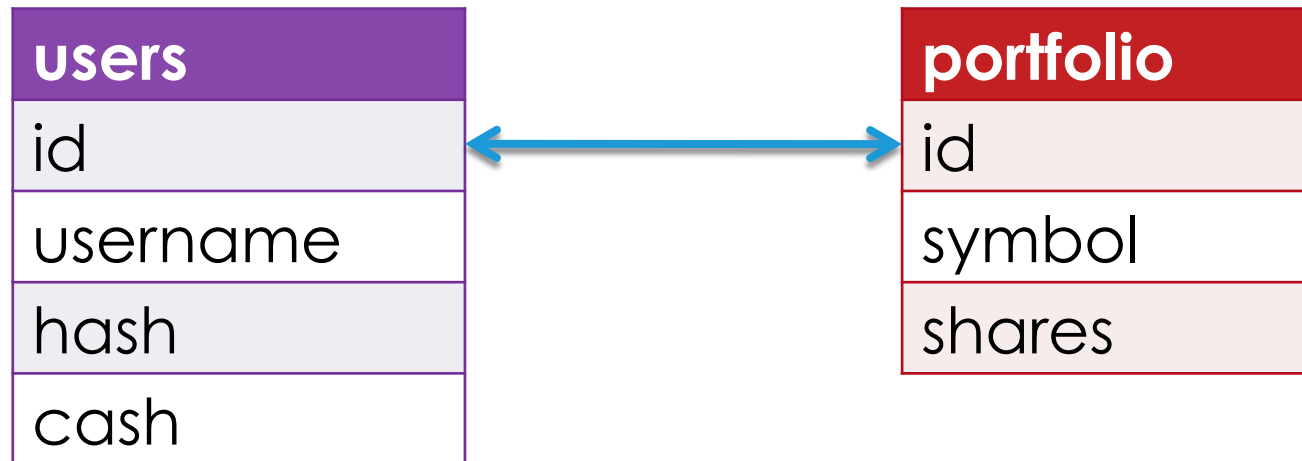 users
id
username
hash
cash
portfolio
id
symbol
shares